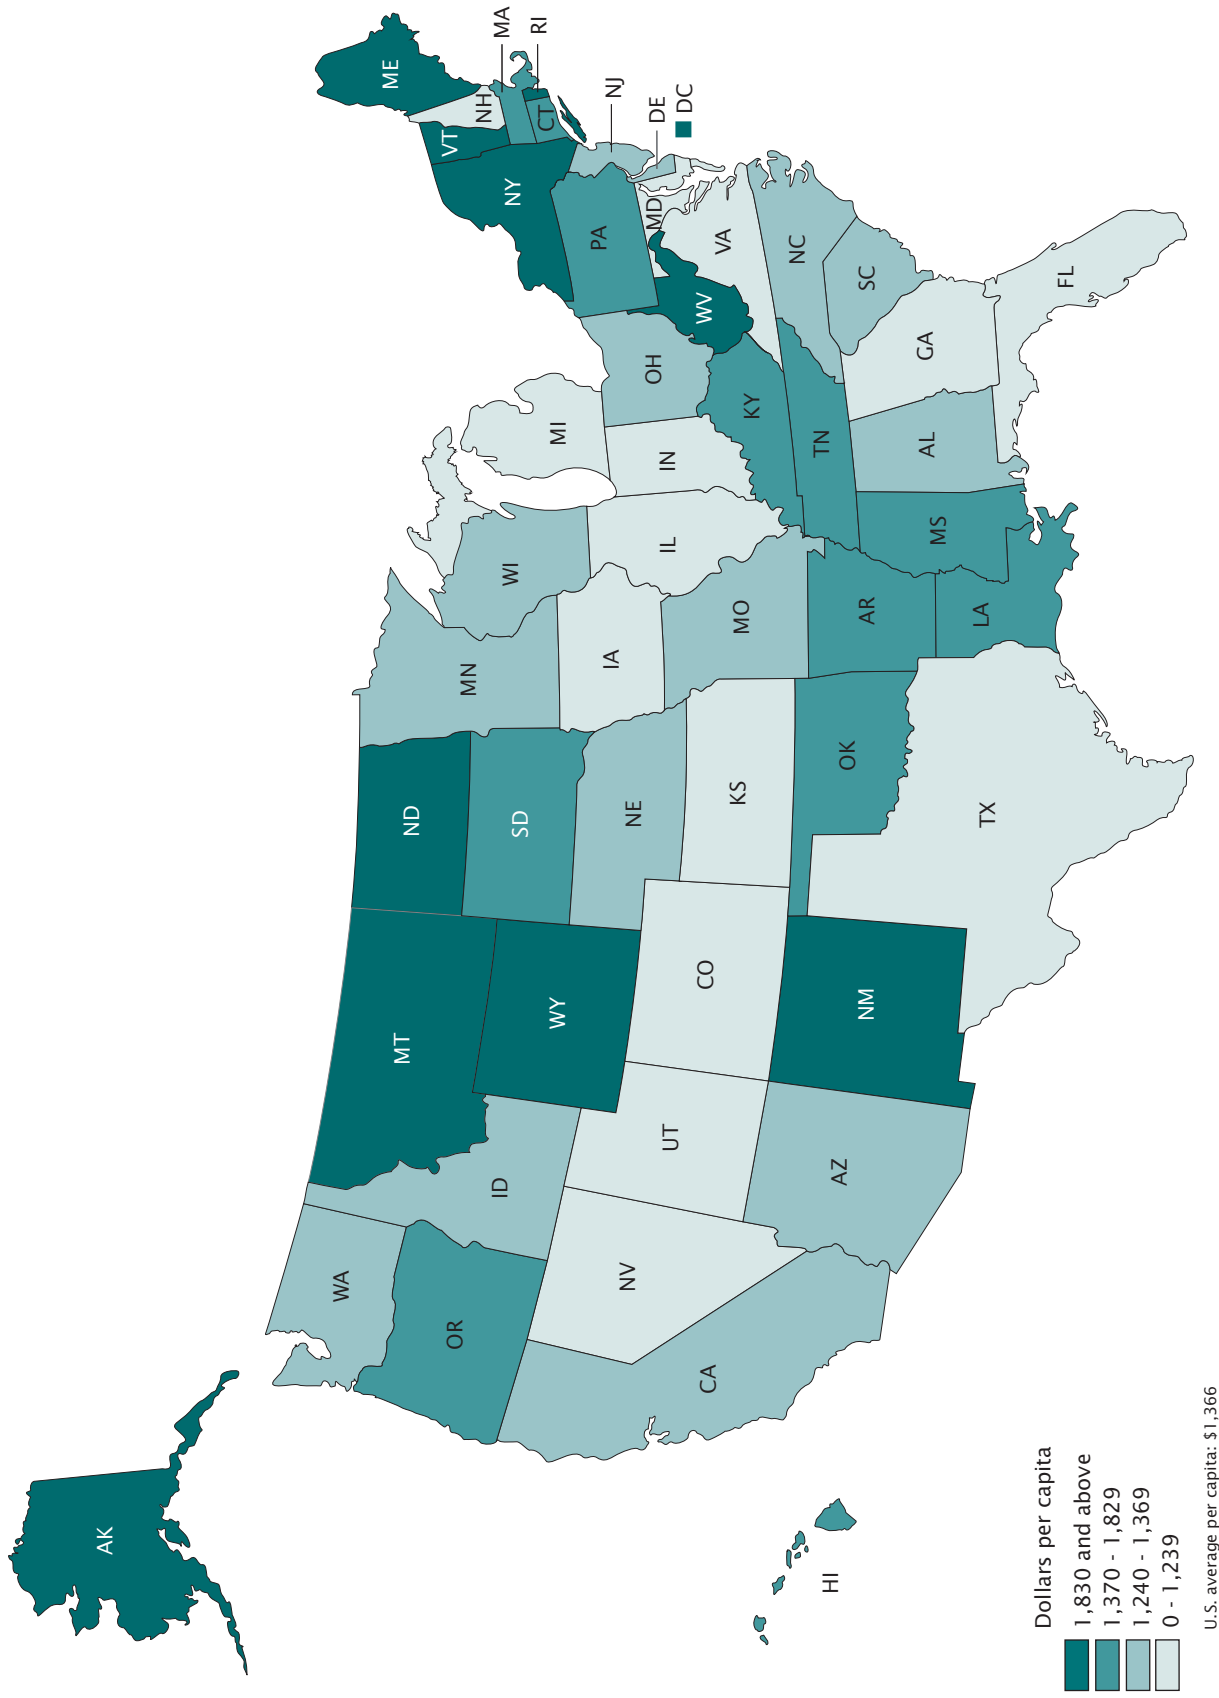 AK
HI
WA
OR
CA
NV
ID
MT
WY
UT
AZ
CO
NM
ND
SD
NE
KS
OK
TX
MN
IA
MO
AR
LA
WI
IL
MI
IN
OH
KY
TN
MS
AL
GA
FL
SC
NC
VA
WV
MD
PA
NY
VT
NH
ME
MA
RI
CT
NJ
DE
DC
Dollars per capita
1,830 and above
1,370 - 1,829
1,240 - 1,369
0 - 1,239
U.S. average per capita: $1,366